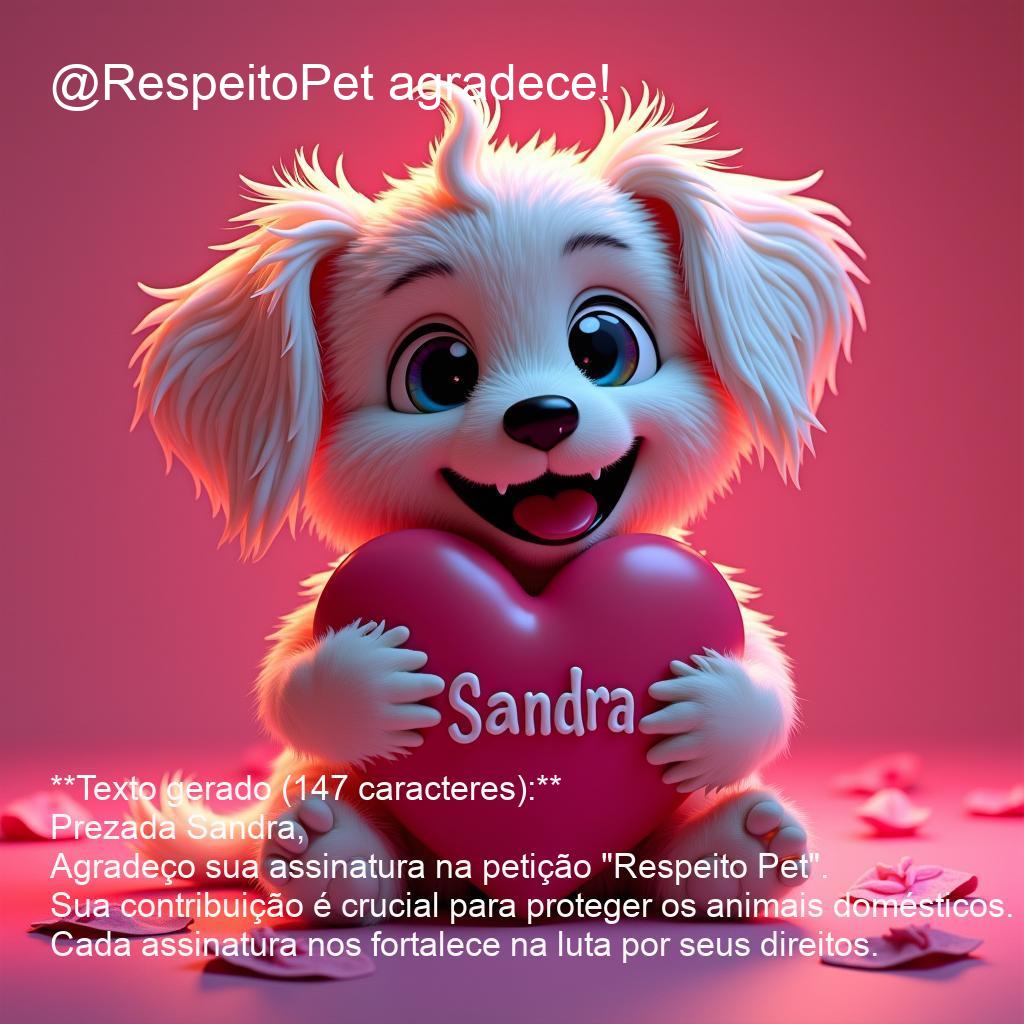 @RespeitoPet agradece!
Sandra
**Texto gerado (147 caracteres):**
Prezada Sandra,
Agradeço sua assinatura na petição "Respeito Pet".
Sua contribuição é crucial para proteger os animais domésticos.
Cada assinatura nos fortalece na luta por seus direitos.